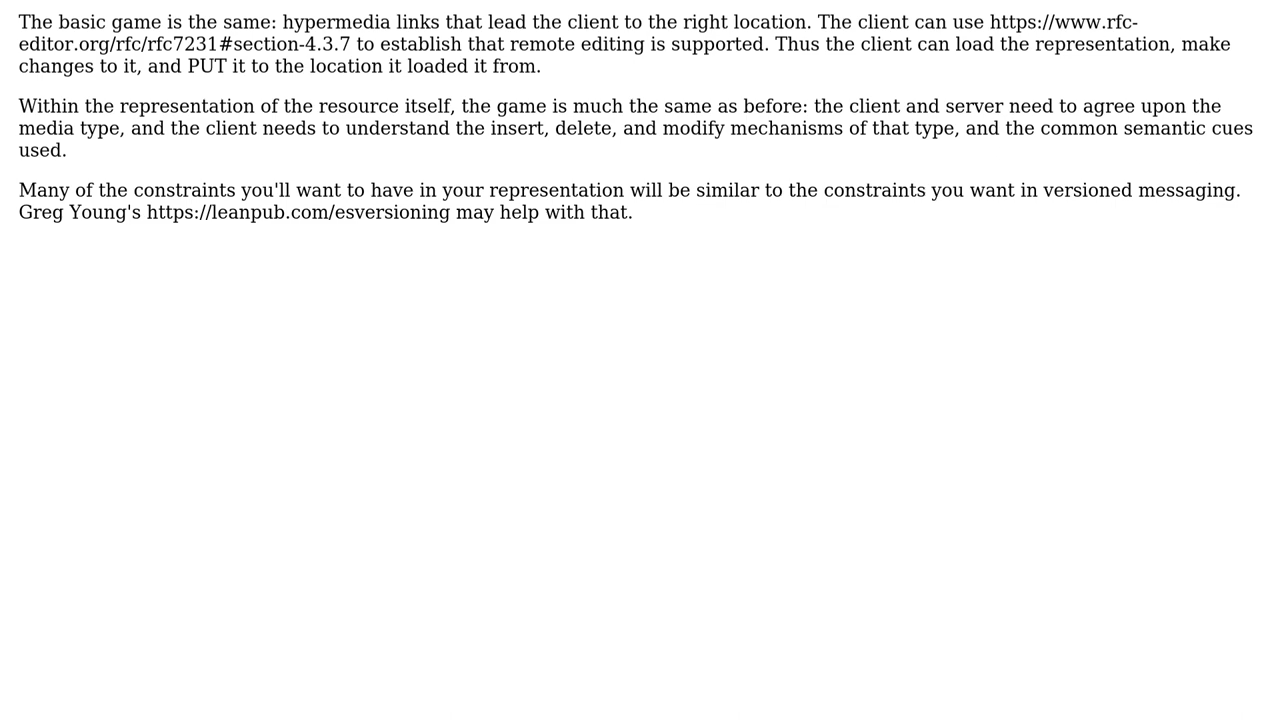 The basic game is the same: hypermedia links that lead the client to the right location. The client can use https://www.rfc-
editor.org/rfc/rfc7231#section-4.3.7 to establish that remote editing is supported. Thus the client can load the representation, make
changes to it, and PUT it to the location it loaded it from.
Within the representation of the resource itself, the game is much the same as before: the client and server need to agree upon the
media type, and the client needs to understand the insert, delete, and modify mechanisms of that type, and the common semantic cues
used.
Many of the constraints you'll want to have in your representation will be similar to the constraints you want in versioned messaging.
Greg Young's https://leanpub.com/esversioning may help with that.